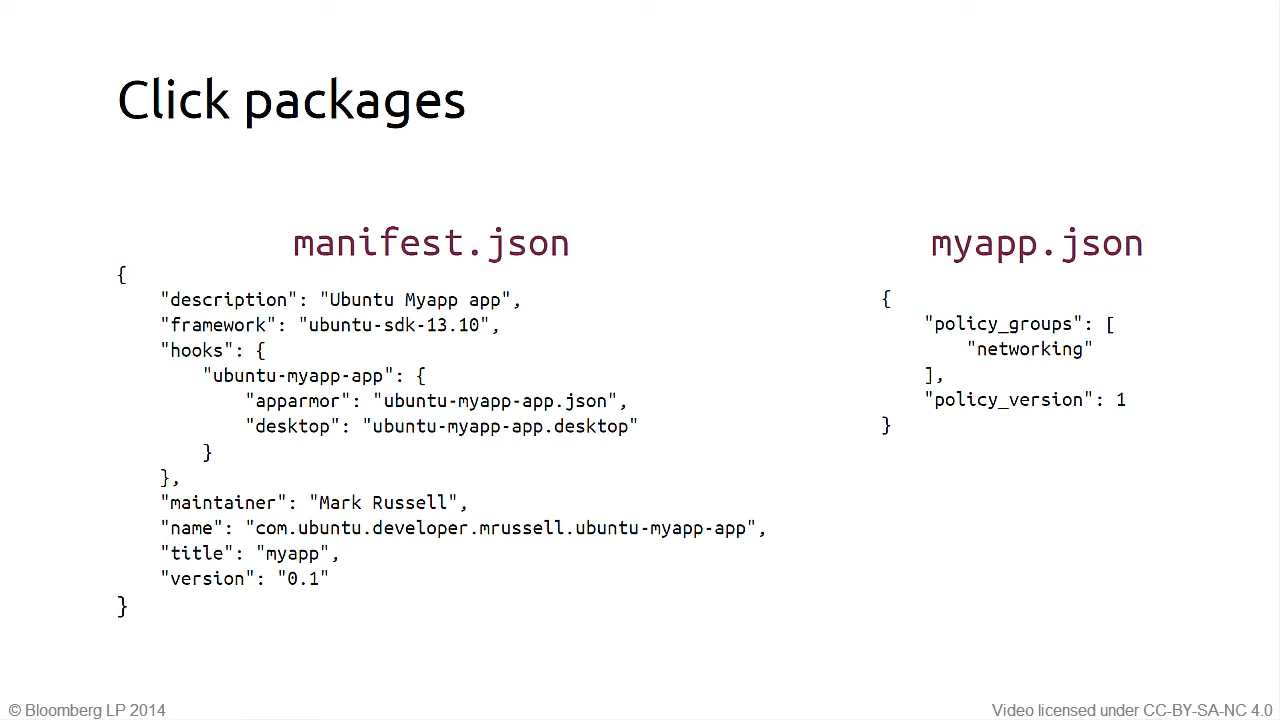 Click packages
manifest.json
{
    "description": "Ubuntu Myapp app",
    "framework": "ubuntu-sdk-13.10",
    "hooks": {
        "ubuntu-myapp-app": {
            "apparmor": "ubuntu-myapp-app.json",
            "desktop": "ubuntu-myapp-app.desktop"
        }
    },
    "maintainer": "Mark Russell",
    "name": "com.ubuntu.developer.mrussell.ubuntu-myapp-app",
    "title": "myapp",
    "version": "0.1"
}
myapp.json
{
    "policy_groups": [
        "networking"
    ],
    "policy_version": 1
}
© Bloomberg LP 2014
Video licensed under CC-BY-SA-NC 4.0